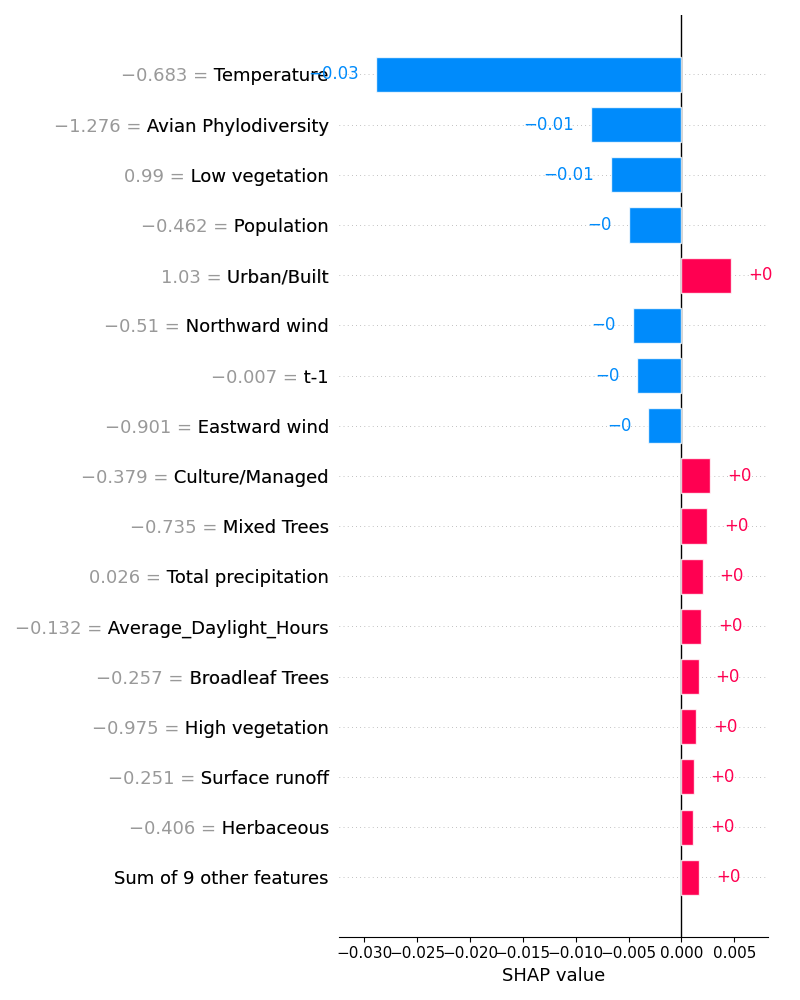 −0.683 = Temperature −0.03
−1.276 = Avian Phylodiversity −0.01
0.99 = Low vegetation −0.01
−0.462 = Population −0
1.03 = Urban/Built +0
−0.51 = Northward wind −0
−0.007 = t-1 −0
−0.901 = Eastward wind −0
−0.379 = Culture/Managed +0
−0.735 = Mixed Trees +0
0.026 = Total precipitation +0
−0.132 = Average_Daylight_Hours +0
−0.257 = Broadleaf Trees +0
−0.975 = High vegetation +0
−0.251 = Surface runoff +0
−0.406 = Herbaceous +0
Sum of 9 other features +0
−0.030 −0.025 −0.020 −0.015 −0.010 −0.005 0.000 0.005
SHAP value